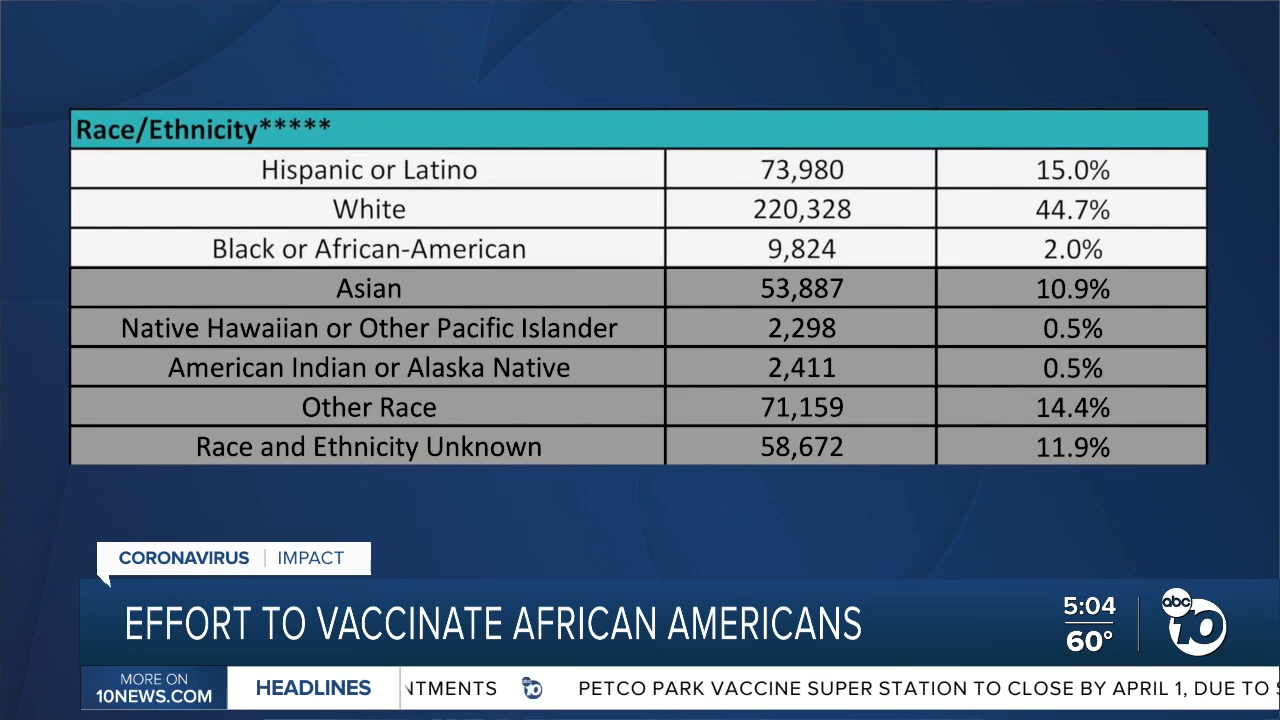 Race/Ethnicity*****
Hispanic or Latino 73,980 15.0%
White 220,328 44.7%
Black or African-American 9,824 2.0%
Asian 53,887 10.9%
Native Hawaiian or Other Pacific Islander 2,298 0.5%
American Indian or Alaska Native 2,411 0.5%
Other Race 71,159 14.4%
Race and Ethnicity Unknown 58,672 11.9%
CORONAVIRUS | IMPACT
EFFORT TO VACCINATE AFRICAN AMERICANS
5:04
60°
abc 10
MORE ON
10NEWS.COM
HEADLINES
NTMENTS abc 10 PETCO PARK VACCINE SUPER STATION TO CLOSE BY APRIL 1, DUE TO